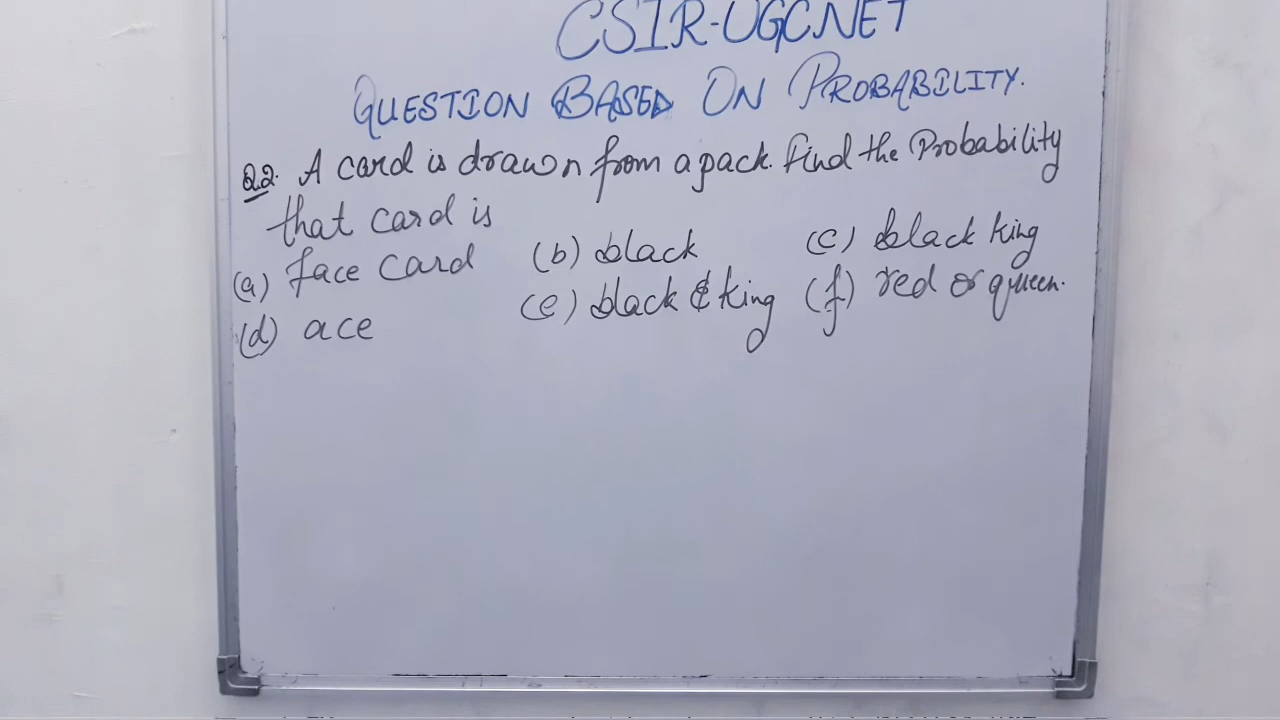 CSIR-UGCNET
QUESTION BASED ON PROBABILITY.
Q.2. A card is drawn from a pack. Find the Probability
that card is
(a) face card (b) black (c) black king
(d) ace (e) black & king (f) red or queen.